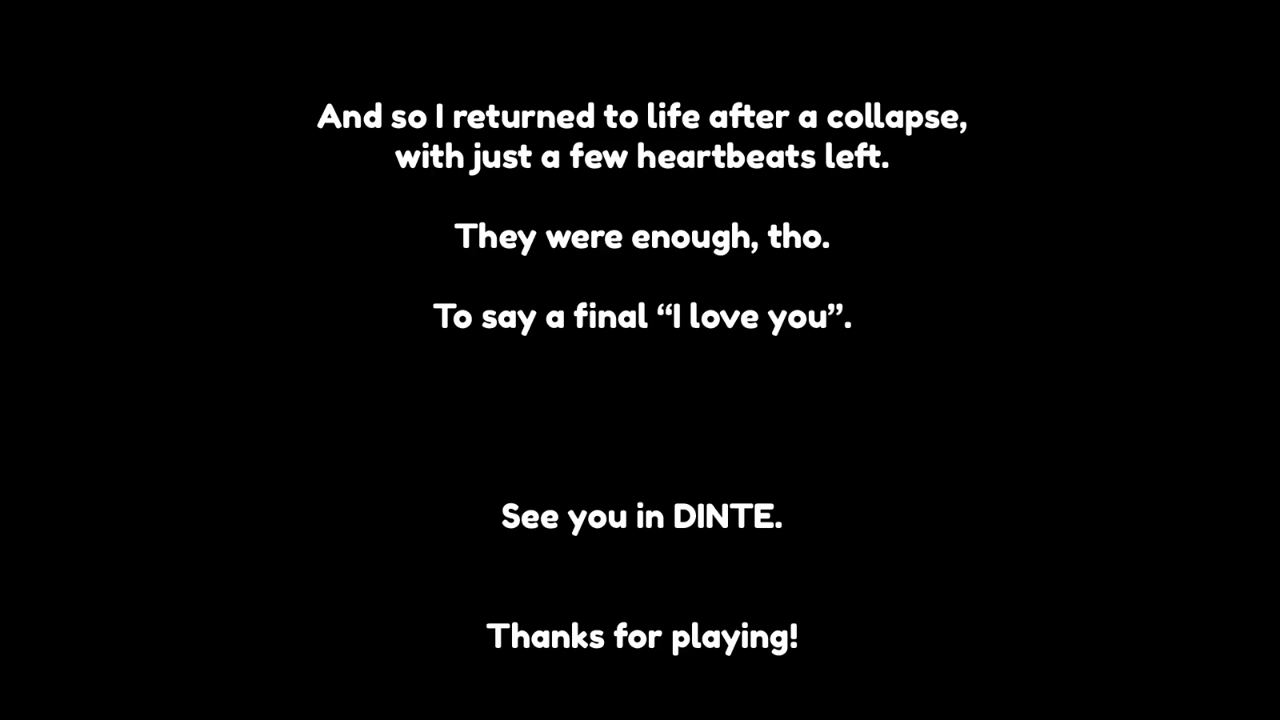 And so I returned to life after a collapse,
with just a few heartbeats left.
They were enough, tho.
To say a final “I love you”.
See you in DINTE.
Thanks for playing!